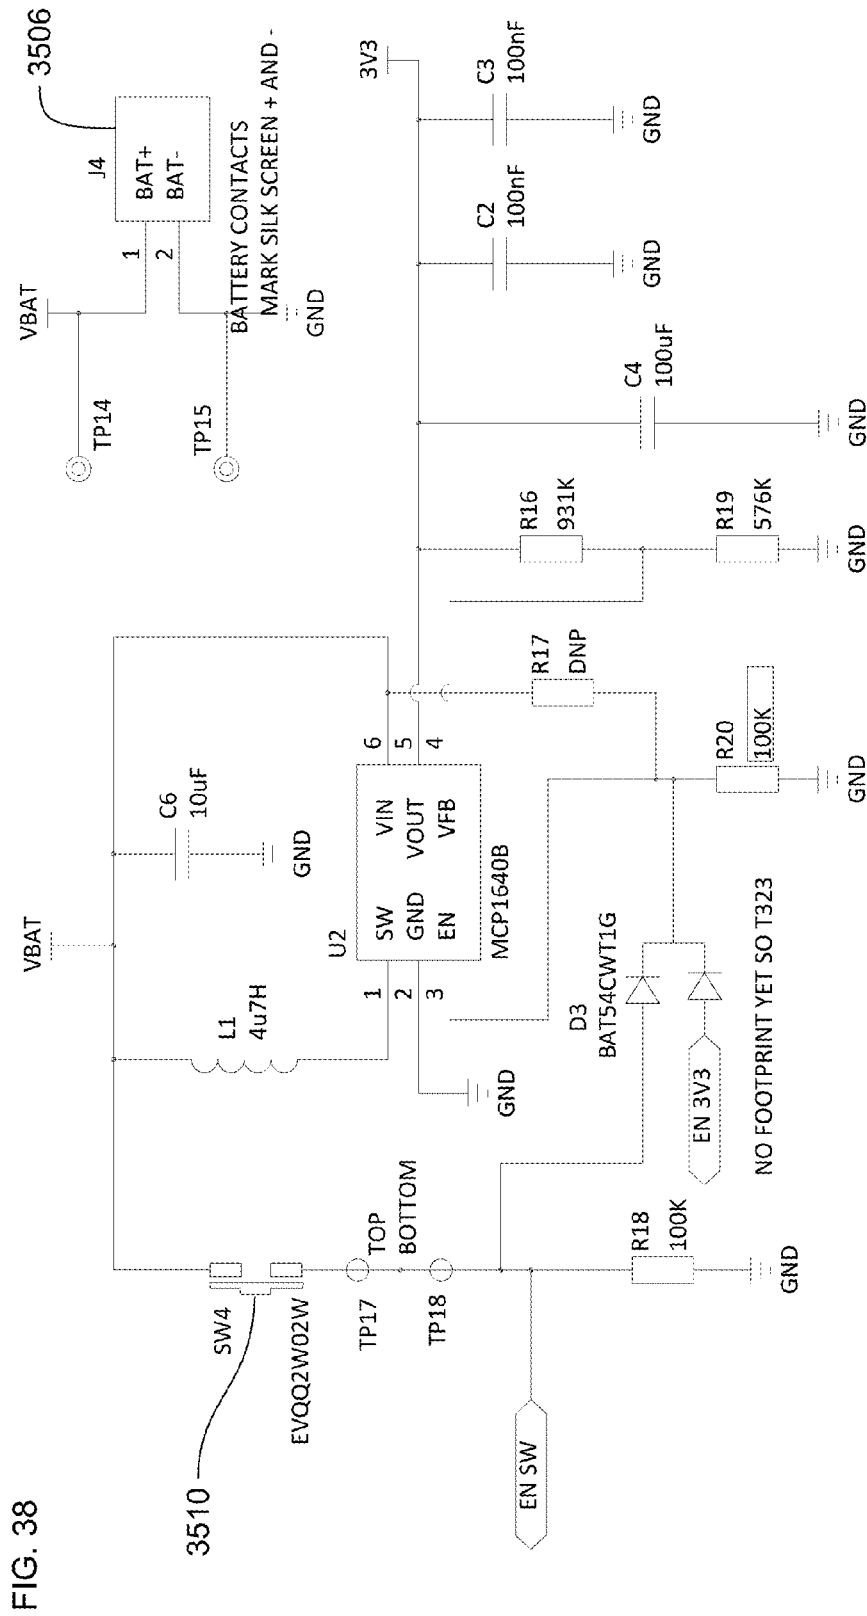 FIG. 38
3510
3506
SW4
EVQQ2W02W
TP17
TOP
BOTTOM
TP18
EN SW
R18
100K
GND
VBAT
L1
4u7H
C6
10uF
GND
U2
SW
GND
EN
VIN
VOUT
VFB
1
2
3
6
5
4
MCP1640B
GND
D3
BAT54CWT1G
EN 3V3
NO FOOTPRINT YET SO T323
R17
DNP
R20
100K
GND
R16
931K
R19
576K
GND
C4
100uF
GND
C2
100nF
GND
C3
100nF
GND
3V3
VBAT
TP14
TP15
J4
BAT+
BAT-
1
2
BATTERY CONTACTS
MARK SILK SCREEN + AND -
GND